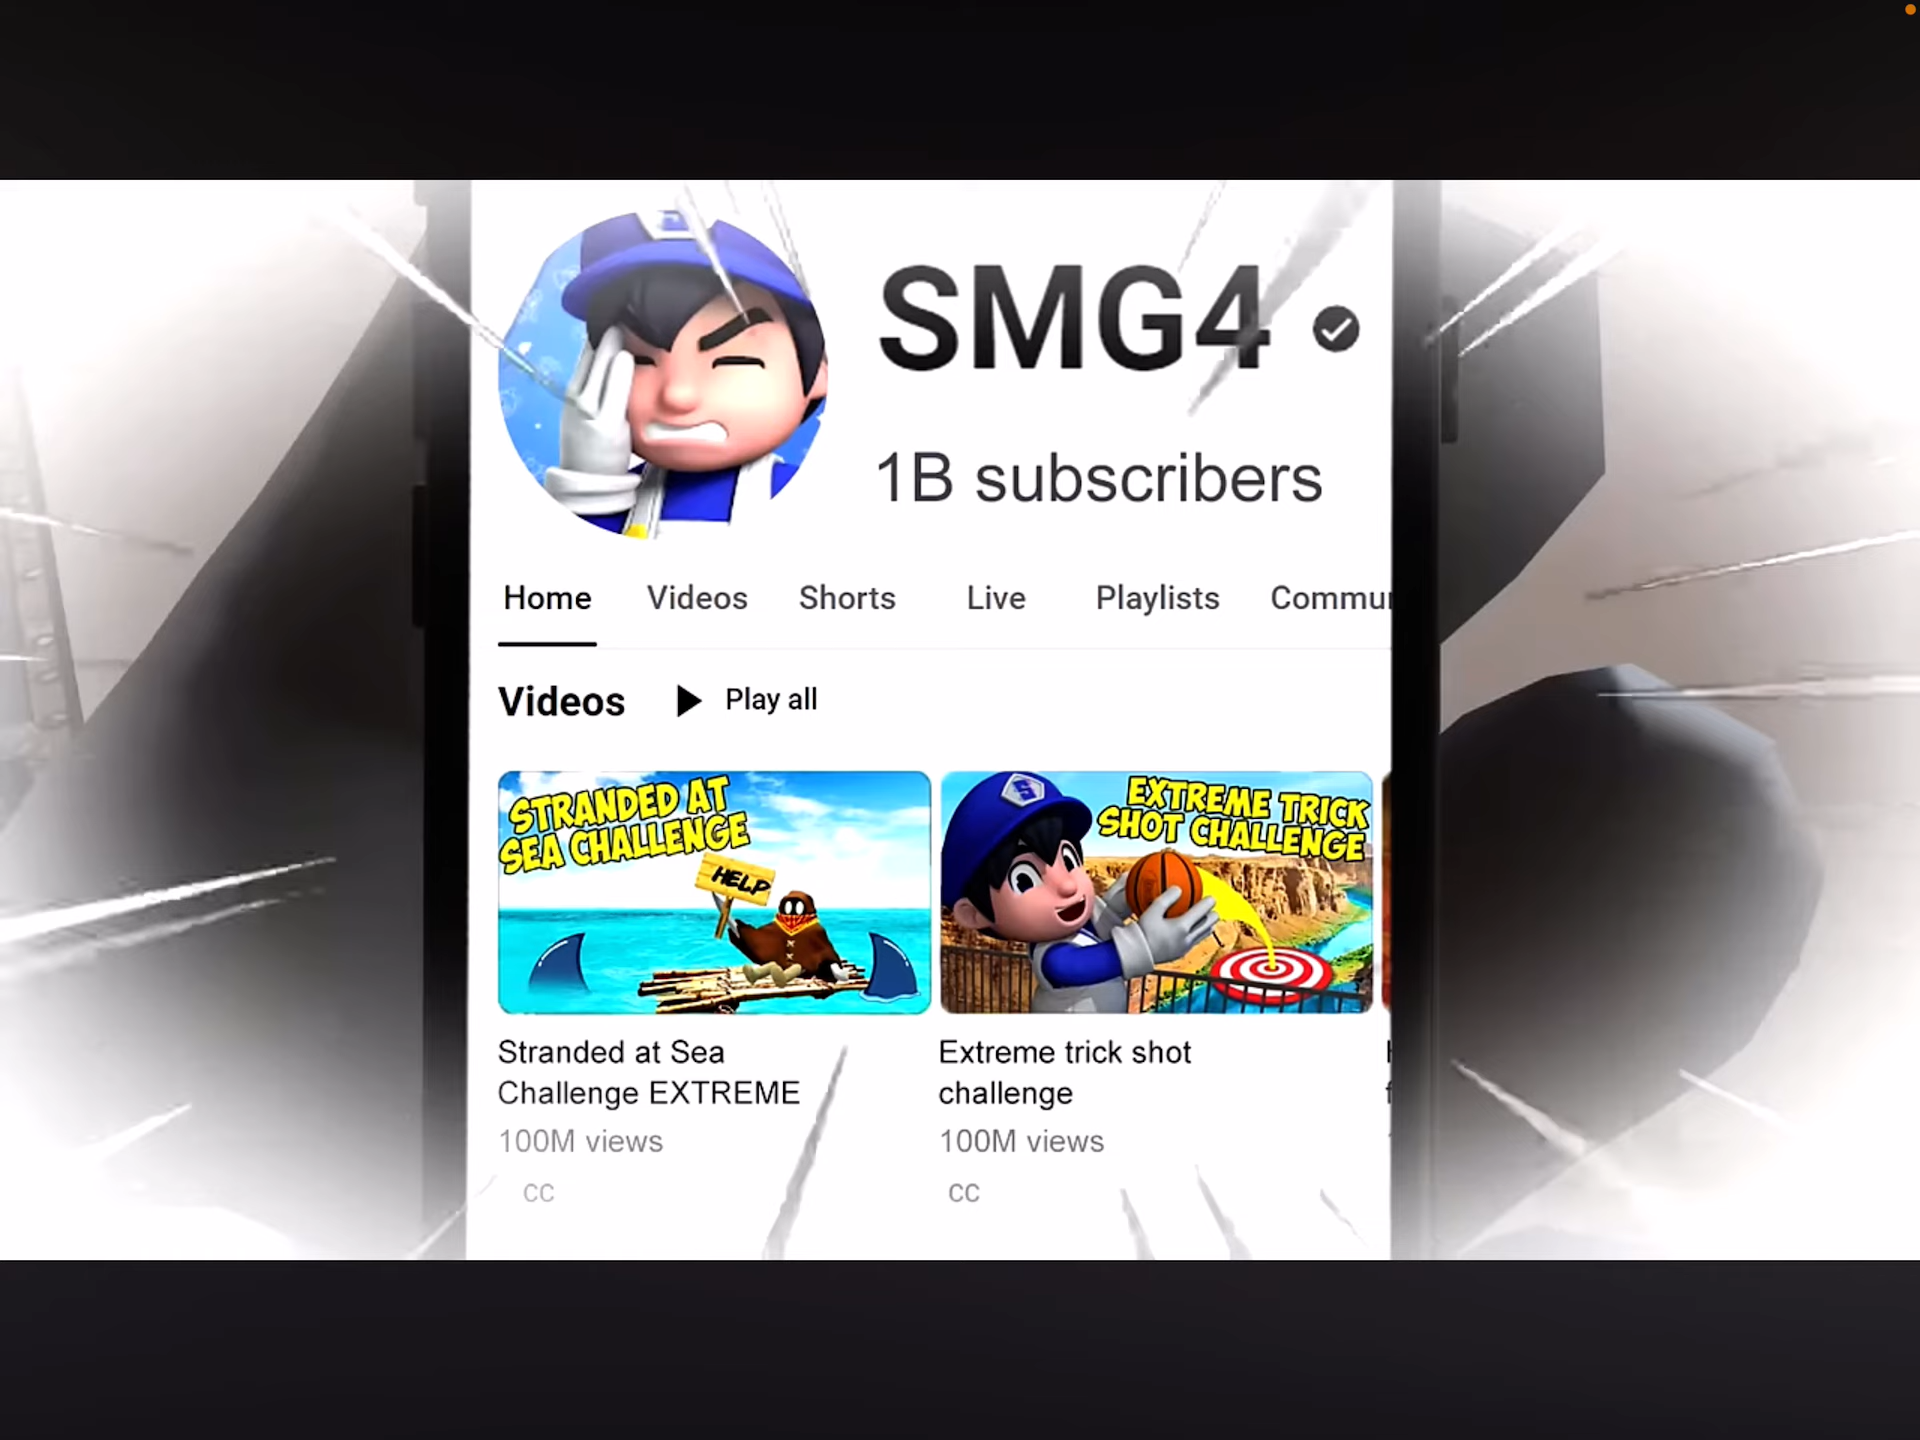 SMG4
1B subscribers
Home Videos Shorts Live Playlists Commu
Videos Play all
STRANDED AT
SEA CHALLENGE
HELP
EXTREME TRICK
SHOT CHALLENGE
S
Stranded at Sea
Challenge EXTREME
100M views
CC
Extreme trick shot
challenge
100M views
CC